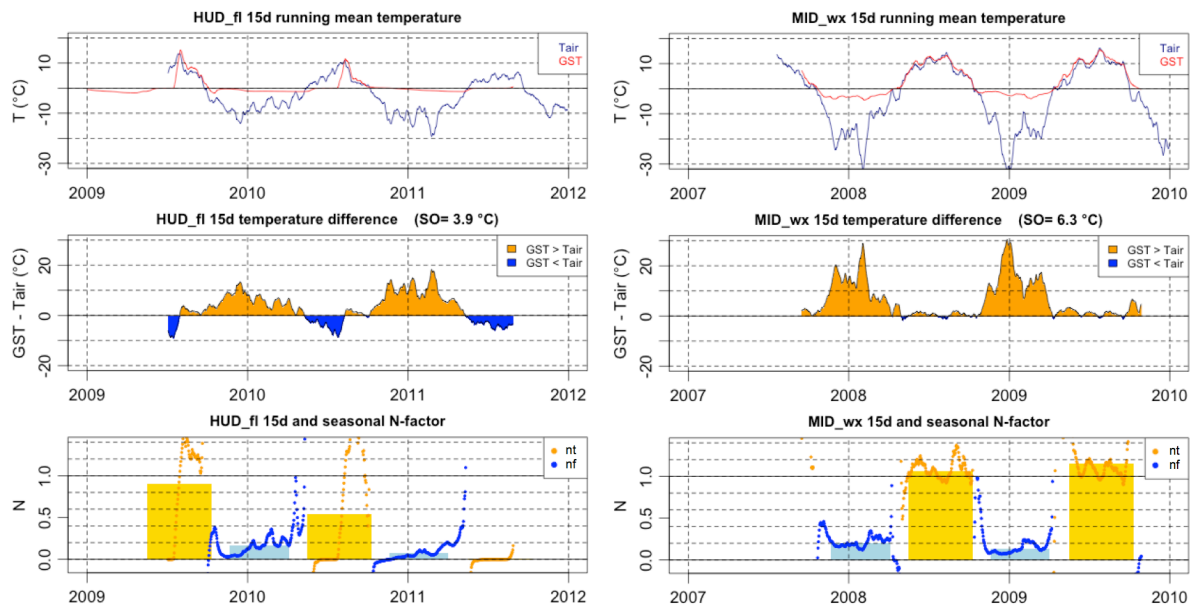 HUD_fl 15d running mean temperature
T (°C)
10
-10
-30
Tair
GST
2009
2010
2011
2012
MID_wx 15d running mean temperature
T (°C)
10
-10
-30
Tair
GST
2007
2008
2009
2010
HUD_fl 15d temperature difference (SO= 3.9 °C)
GST - Tair (°C)
20
0
-20
GST > Tair
GST < Tair
2009
2010
2011
2012
MID_wx 15d temperature difference (SO= 6.3 °C)
GST - Tair (°C)
20
0
-20
GST > Tair
GST < Tair
2007
2008
2009
2010
HUD_fl 15d and seasonal N-factor
N
1.0
0.5
0.0
nt
nf
2009
2010
2011
2012
MID_wx 15d and seasonal N-factor
N
1.0
0.5
0.0
nt
nf
2007
2008
2009
2010